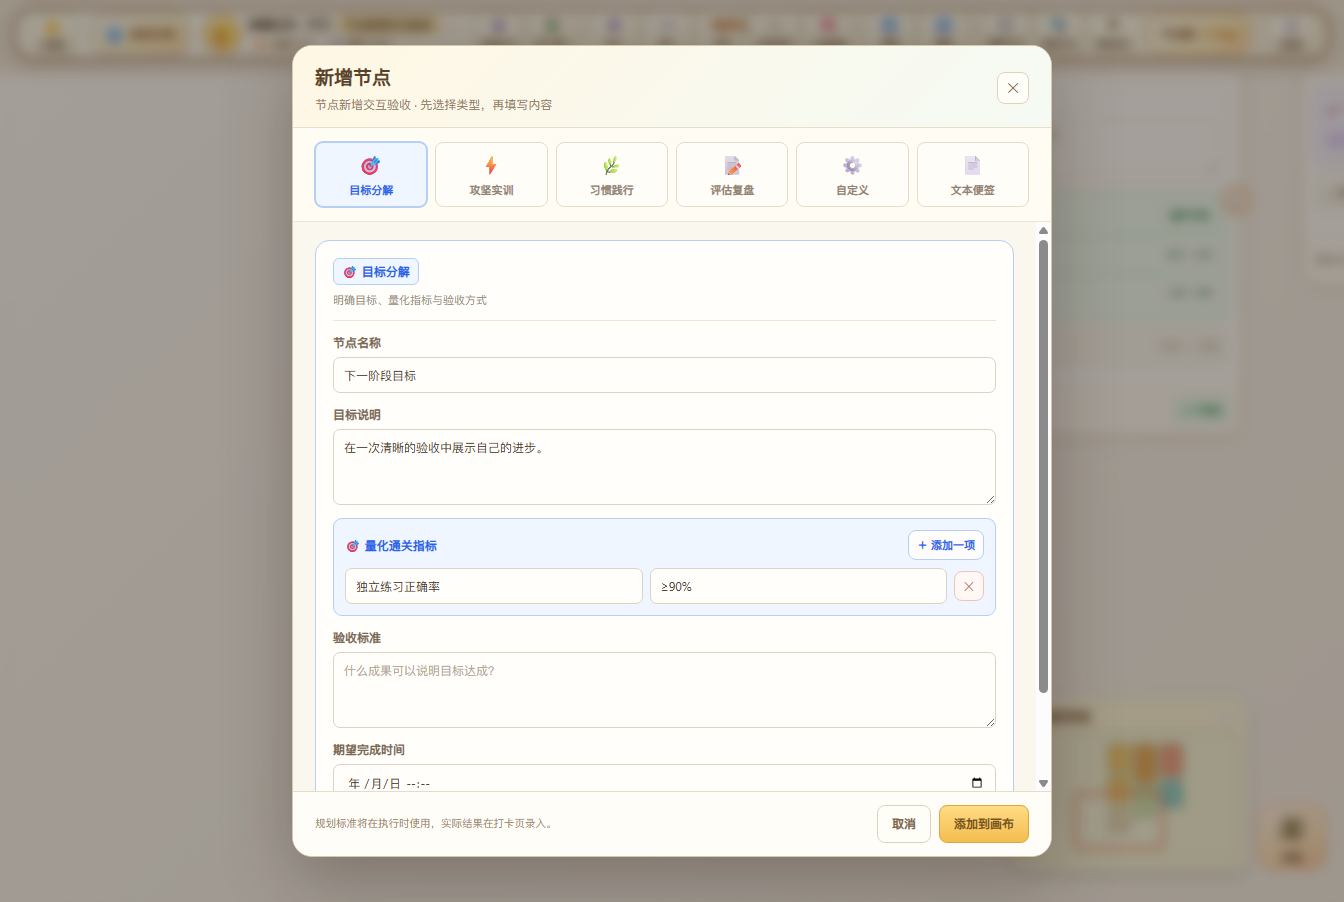 新增节点
节点新增交互验收 · 先选择类型，再填写内容
目标分解
攻坚实训
习惯践行
评估复盘
自定义
文本便签
目标分解
明确目标、量化指标与验收方式
节点名称
下一阶段目标
目标说明
在一次清晰的验收中展示自己的进步。
量化通关指标
+ 添加一项
独立练习正确率
≥90%
验收标准
什么成果可以说明目标达成?
期望完成时间
年 /月/日 --:--
规划标准将在执行时使用，实际结果在打卡页录入。
取消
添加到画布